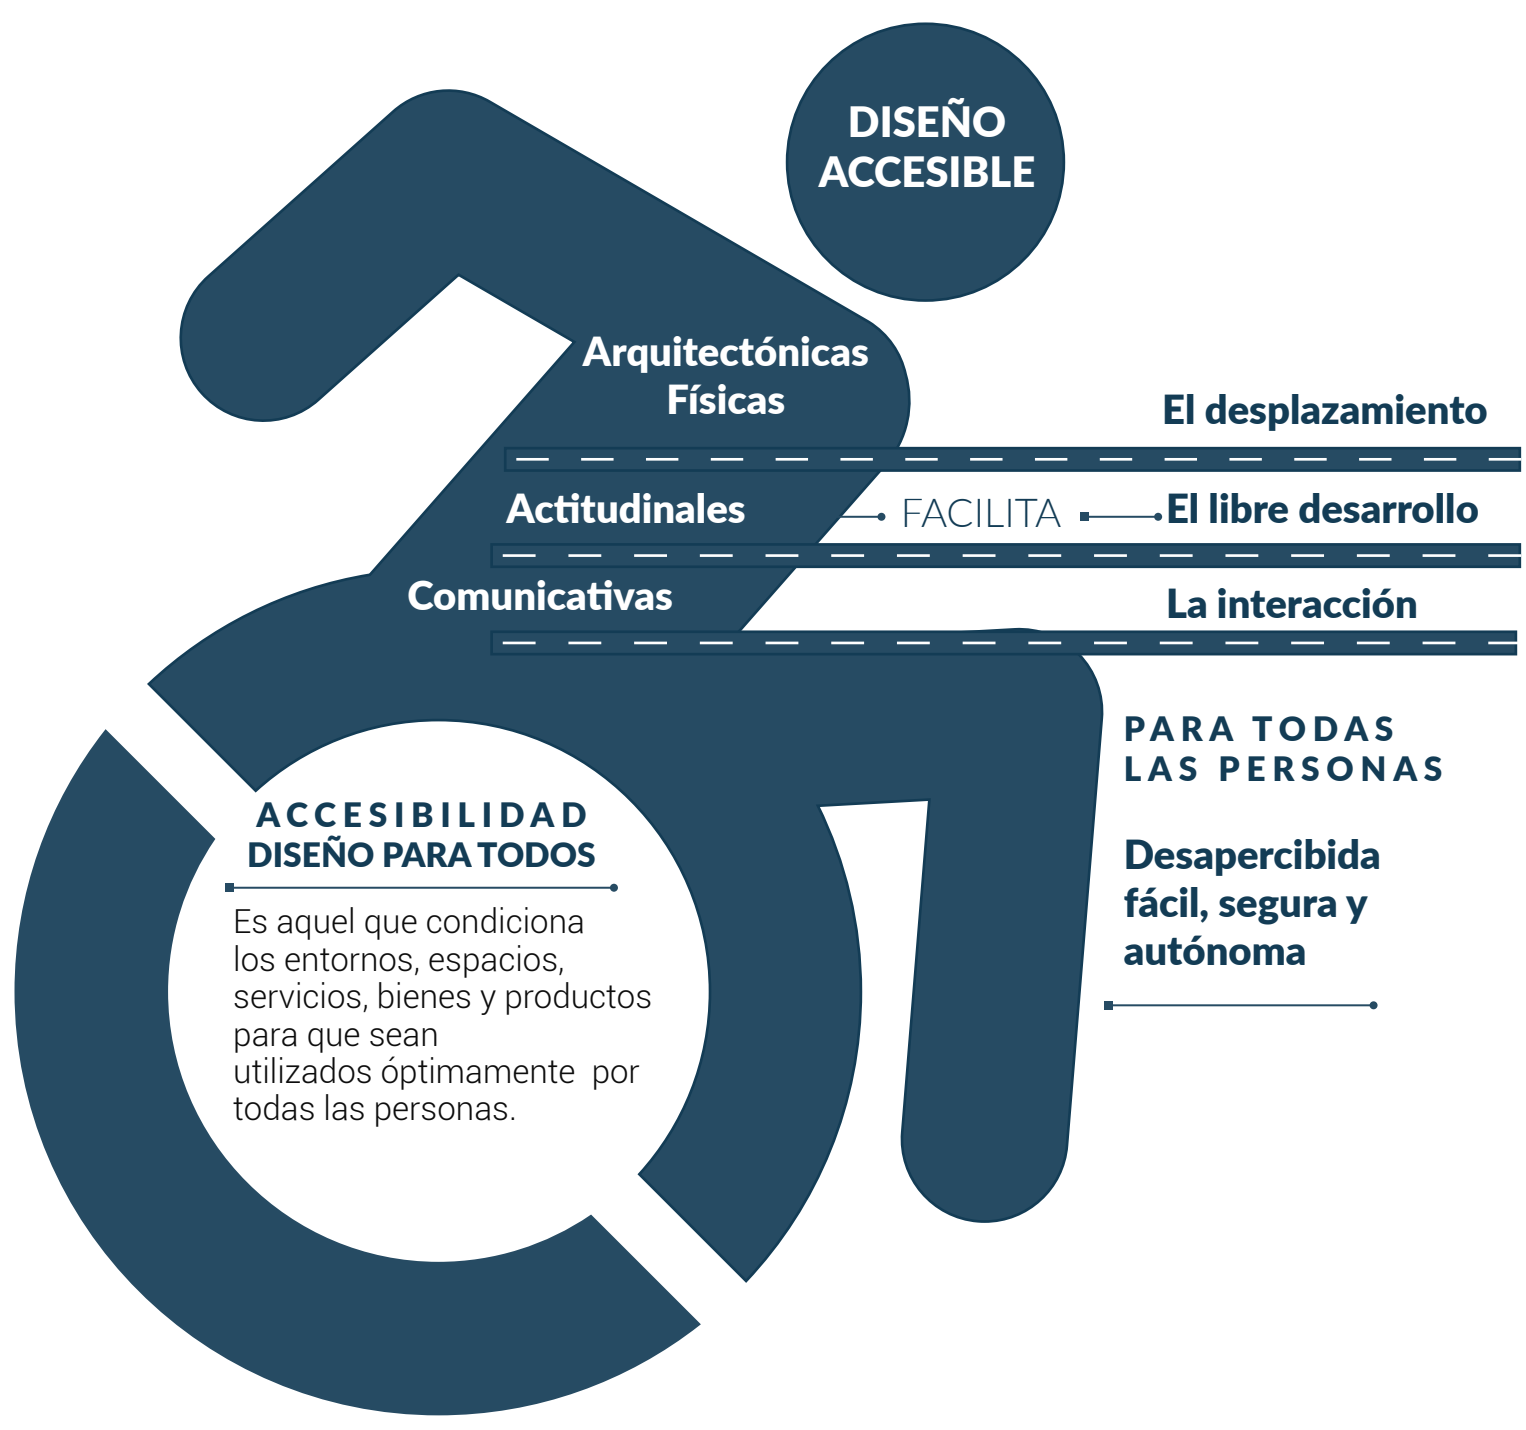 DISEÑO
ACCESIBLE
Arquitectónicas
Físicas
El desplazamiento
Actitudinales
FACILITA
El libre desarrollo
Comunicativas
La interacción
PARA TODAS
LAS PERSONAS
Desapercibida
fácil, segura y
autónoma
ACCESIBILIDAD
DISEÑO PARA TODOS
Es aquel que condiciona
los entornos, espacios,
servicios, bienes y productos
para que sean
utilizados óptimamente  por
todas las personas.